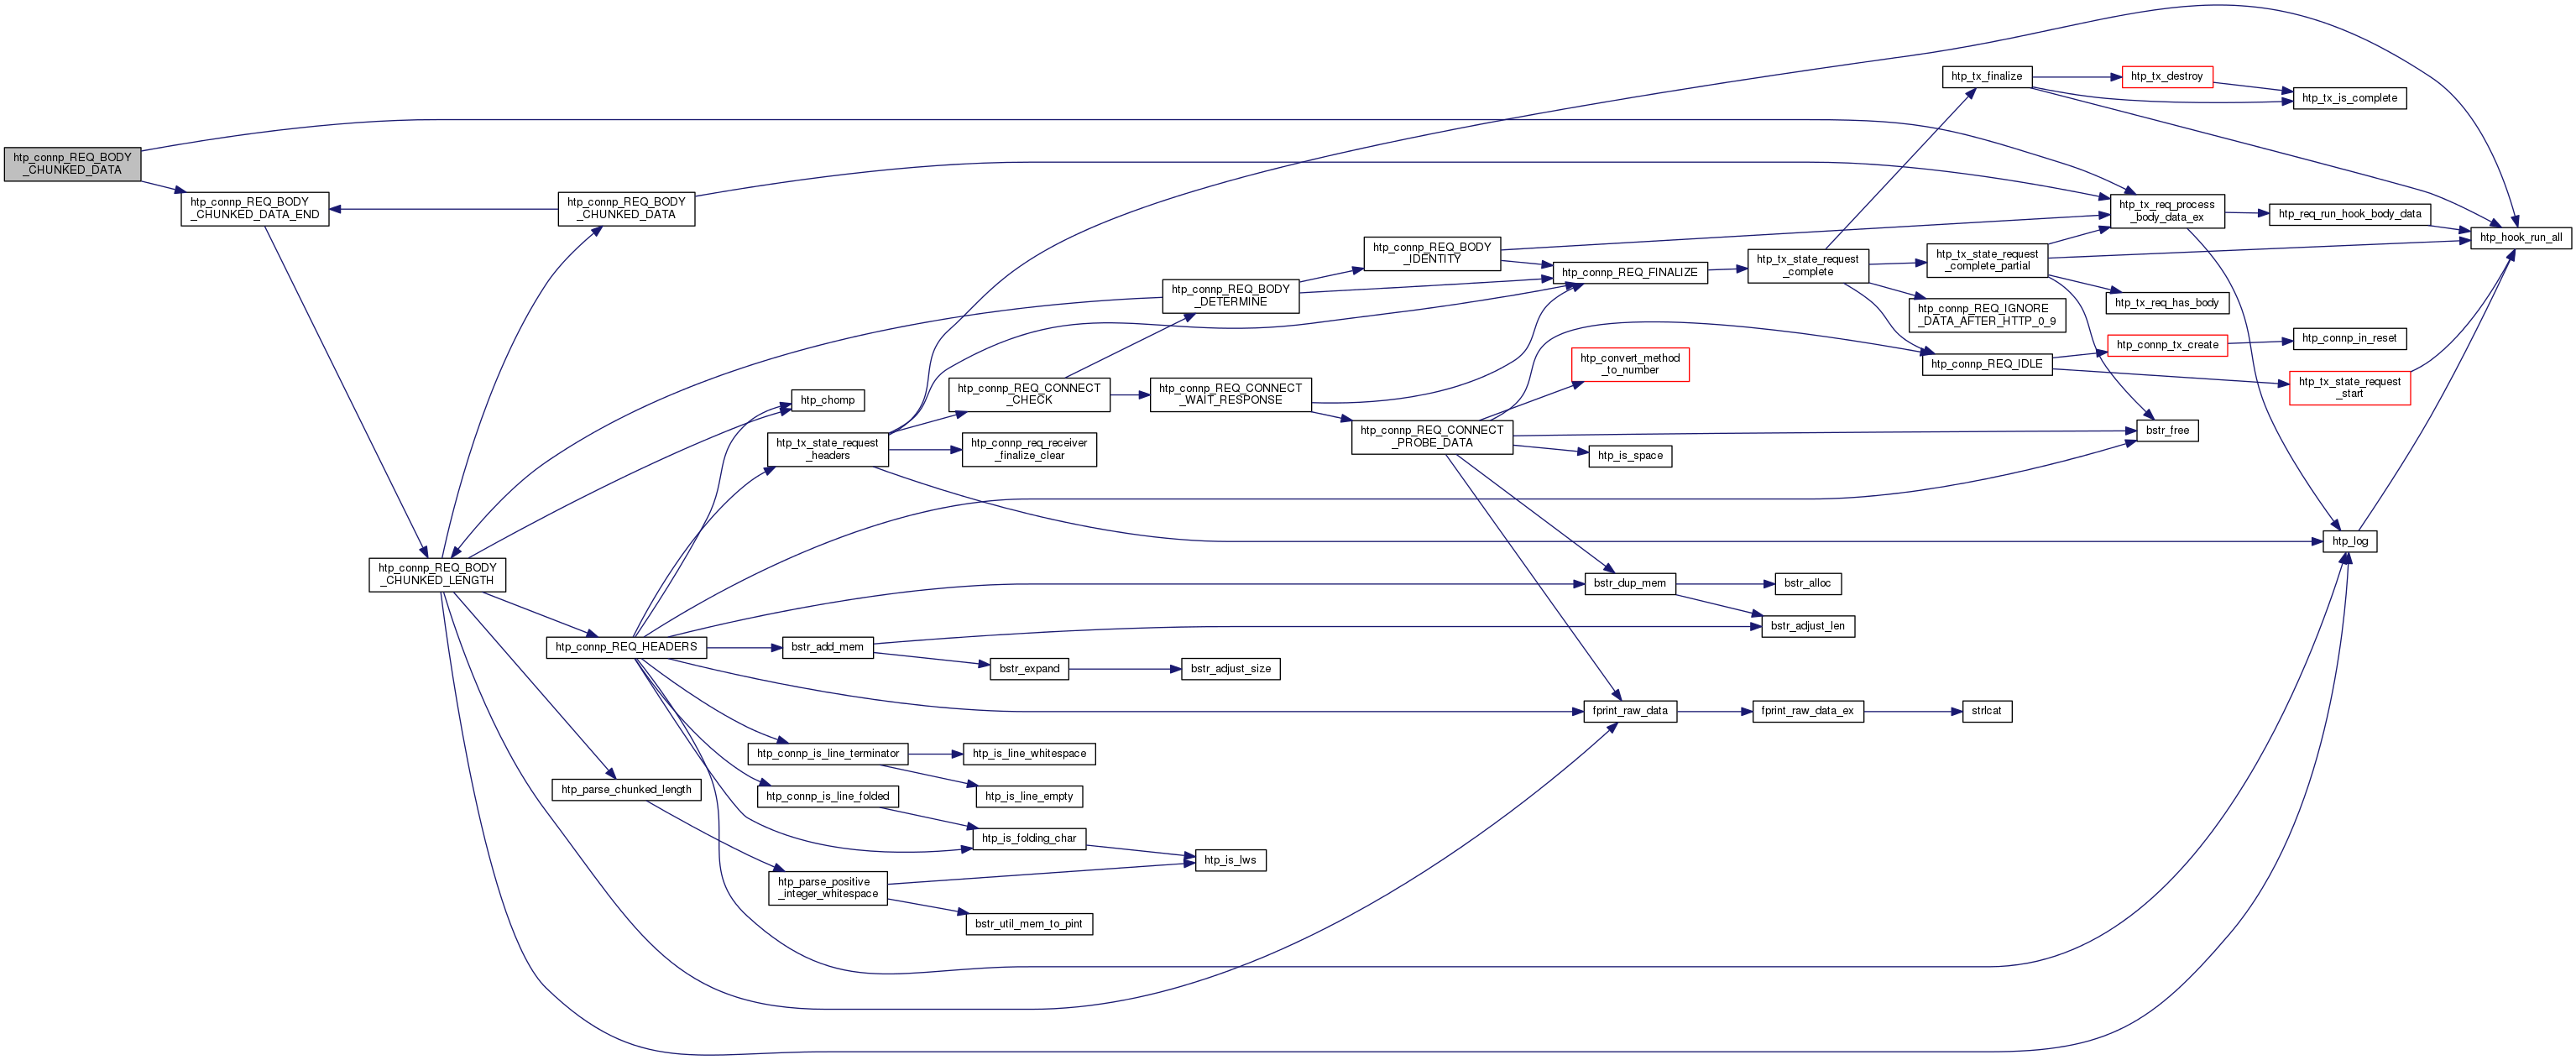 htp_connp_REQ_BODY
_CHUNKED_DATA
htp_connp_REQ_BODY
_CHUNKED_DATA_END
htp_connp_REQ_BODY
_CHUNKED_LENGTH
htp_connp_REQ_BODY
_CHUNKED_DATA
htp_connp_REQ_HEADERS
htp_parse_chunked_length
htp_chomp
htp_tx_state_request
_headers
bstr_add_mem
htp_connp_is_line_terminator
htp_connp_is_line_folded
htp_parse_positive
_integer_whitespace
htp_connp_REQ_CONNECT
_CHECK
htp_connp_req_receiver
_finalize_clear
bstr_expand
htp_is_line_whitespace
htp_is_line_empty
htp_is_folding_char
bstr_util_mem_to_pint
htp_connp_REQ_BODY
_DETERMINE
htp_connp_REQ_CONNECT
_WAIT_RESPONSE
bstr_adjust_size
htp_is_lws
htp_connp_REQ_BODY
_IDENTITY
htp_connp_REQ_CONNECT
_PROBE_DATA
htp_connp_REQ_FINALIZE
htp_convert_method
_to_number
htp_is_space
bstr_dup_mem
fprint_raw_data
htp_tx_state_request
_complete
bstr_alloc
bstr_adjust_len
fprint_raw_data_ex
htp_tx_finalize
htp_tx_state_request
_complete_partial
htp_connp_REQ_IGNORE
_DATA_AFTER_HTTP_0_9
htp_connp_REQ_IDLE
strlcat
htp_tx_destroy
htp_tx_req_process
_body_data_ex
htp_tx_req_has_body
htp_connp_tx_create
bstr_free
htp_tx_is_complete
htp_req_run_hook_body_data
htp_connp_in_reset
htp_tx_state_request
_start
htp_log
htp_hook_run_all